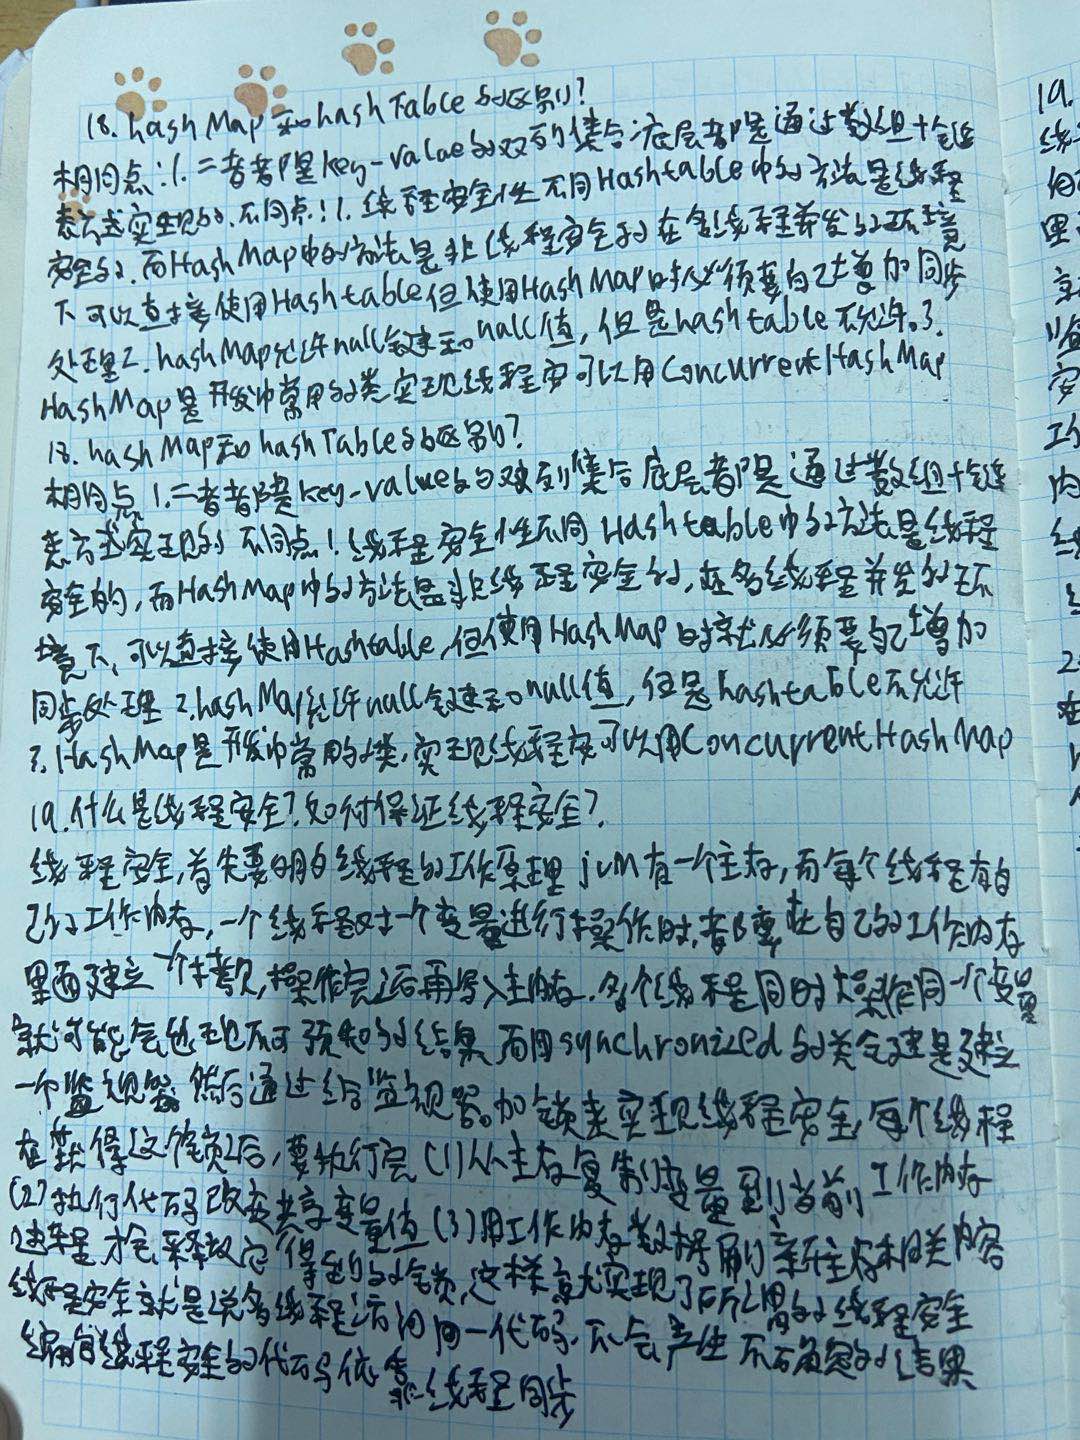 18. hashMap和hashTable的区别?
相同点:1.二者都是key-value的双列集合底层都是通过数组+链
表方式实现的.不同点:1.线程安全性不同Hashtable中的方法是线程
安全的.而HashMap中的方法是非线程安全的在多线程并发的环境
下可以直接使用Hashtable但使用HashMap时必须要自己增加同步
处理2.hashMap允许null键和null值,但是hashtable不允许。3.
HashMap是开发中常用的类实现线程安可以用ConcurrentHashMap
18. hashMap和hashTable的区别?
相同点1.二者都是key-value的双列集合底层都是通过数组+链
表方式实现的 不同点1线程安全性不同Hashtable中的方法是线程
安全的,而HashMap中的方法是非线程安全的,在多线程并发的环
境下,可以直接使用Hashtable,但使用HashMap时就必须要自己增加
同步处理 2.hashMap允许null键和null值,但是hashtable不允许
3.HashMap是开发中常用的类,实现线程安可以用ConcurrentHashMap
19.什么是线程安全?如何保证线程安全?
线程安全,首先要明白线程的工作原理jvm有一个主存,而每个线程有自
己的工作内存,一个线程对一个变量进行操作时,都要在自己的工作内存
里面建立一个拷贝,操作完之后再写入主内存.多个线程同时操作同一个变量
就可能会出现不可预知的结果 而用synchronized的关键是建立
一个监视器 然后通过给监视器。加锁来实现线程安全,每个线程
在获得这个锁之后,要执行完(1)从主存复制变量到当前工作内存
(2)执行代码改变共享变量值(3)用工作内存数据刷新主存相关内容
这样是才会释放它得到的锁,这样就实现了所谓的线程安全
线程安全就是说多线程访问同一代码,不会产生不确定的结果
编写线程安全的代码依靠线程同步
19.
线
何
里
安
工
内
线
2
在